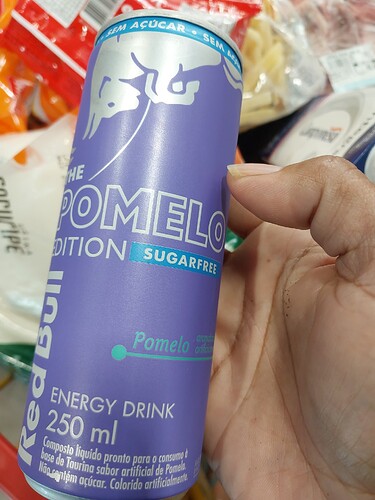 SEM AÇÚCAR • SEM
THE
POMELO
EDITION
SUGARFREE
Pomelo
Red Bull
ENERGY DRINK
250 ml
Composto líquido pronto para o consumo à
base de Taurina sabor artificial de Pomelo.
Não contém açúcar. Colorido artificialmente.